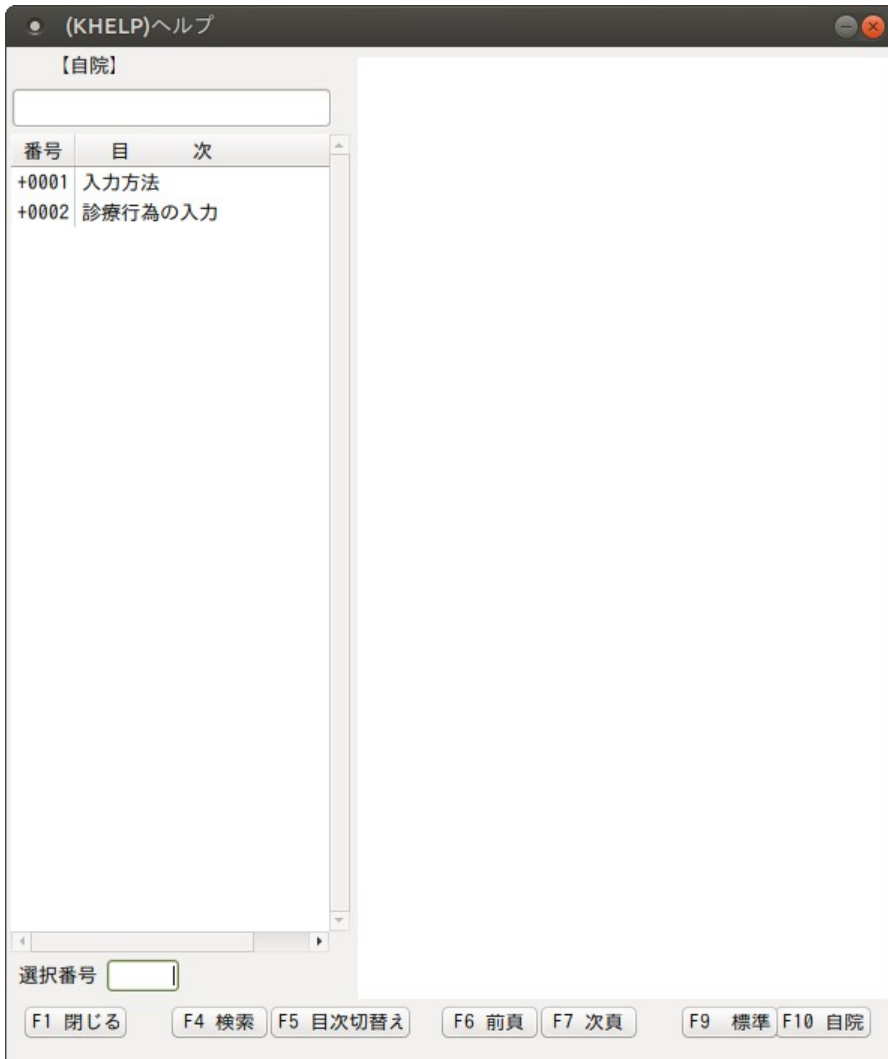 (KHELP)ヘルプ
【自院】
番号 目 次
+0001 入力方法
+0002 診療行為の入力
選択番号
F1 閉じる F4 検索 F5 目次切替え F6 前頁 F7 次頁 F9 標準 F10 自院